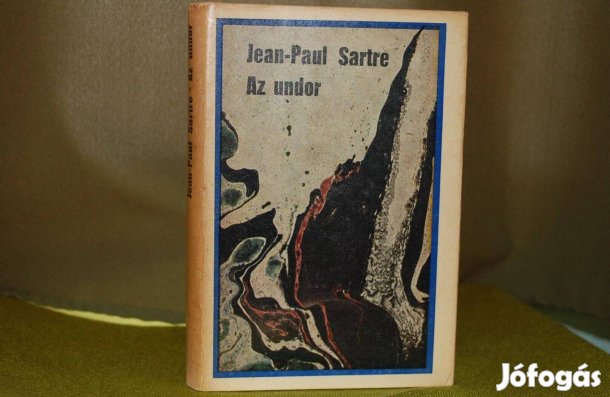 Jean-Paul Sartre
Az undor
Jean-Paul Sartre · Az undor
Jófogás